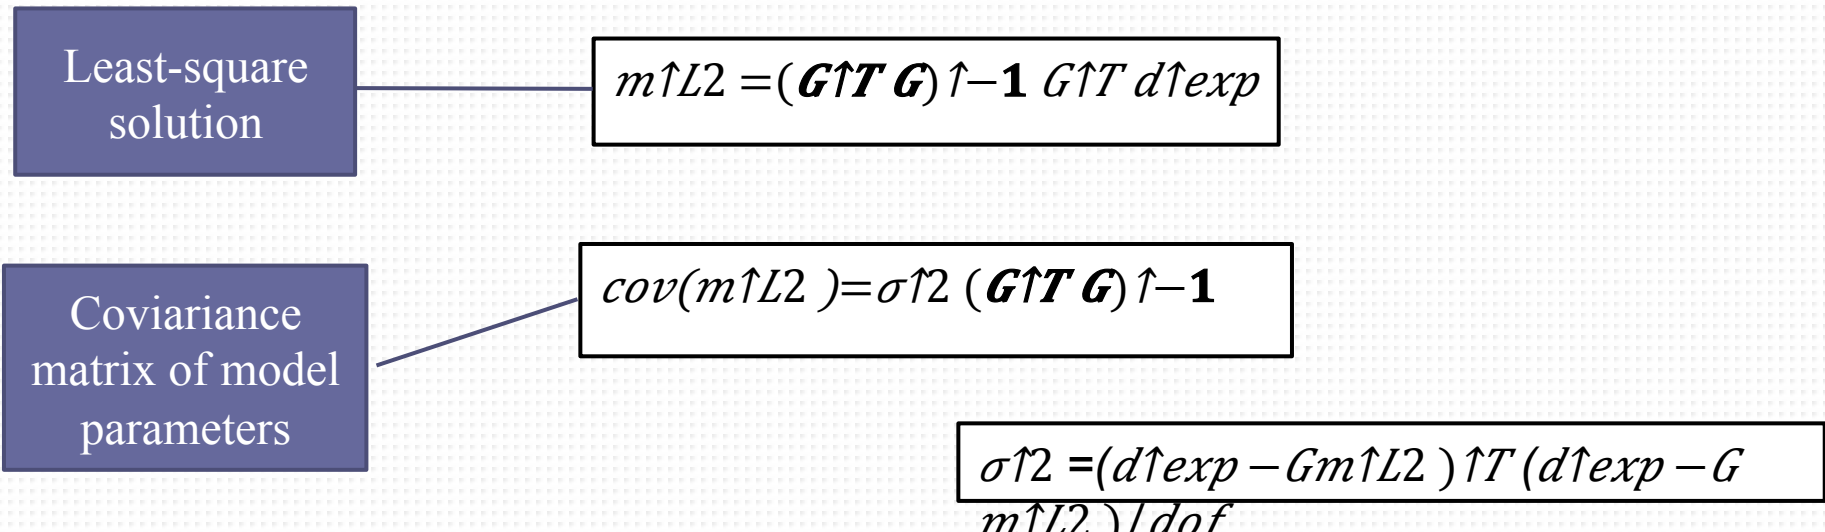 Least-square
solution
m↑L2 =(G↑T G)↑−1 G↑T d↑exp
Coviariance
matrix of model
parameters
cov(m↑L2 )=σ↑2 (G↑T G)↑−1
σ↑2 =(d↑exp −Gm↑L2 )↑T (d↑exp −G
m↑L2 )/dof